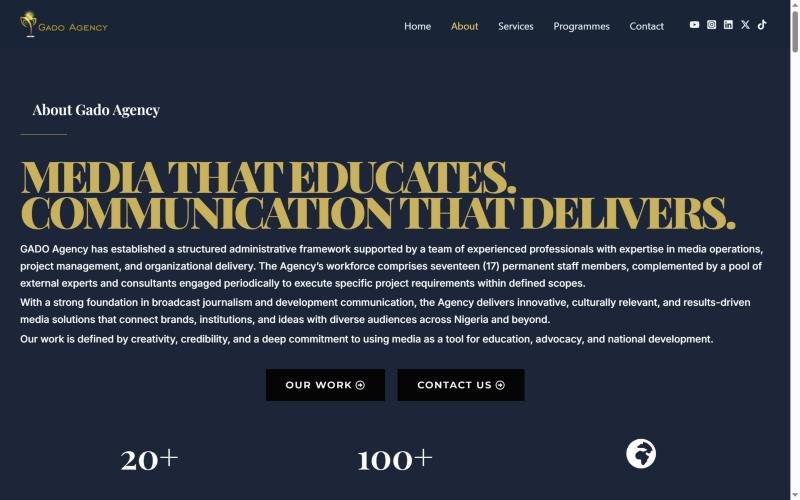 GADO AGENCY
Home
About
Services
Programmes
Contact
About Gado Agency
MEDIA THAT EDUCATES.
COMMUNICATION THAT DELIVERS.
GADO Agency has established a structured administrative framework supported by a team of experienced professionals with expertise in media operations,
project management, and organizational delivery. The Agency’s workforce comprises seventeen (17) permanent staff members, complemented by a pool of
external experts and consultants engaged periodically to execute specific project requirements within defined scopes.
With a strong foundation in broadcast journalism and development communication, the Agency delivers innovative, culturally relevant, and results-driven
media solutions that connect brands, institutions, and ideas with diverse audiences across Nigeria and beyond.
Our work is defined by creativity, credibility, and a deep commitment to using media as a tool for education, advocacy, and national development.
OUR WORK
CONTACT US
20+
100+